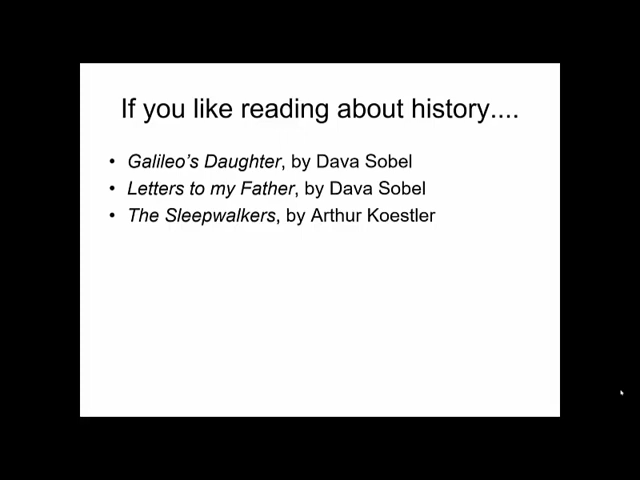 If you like reading about history....
• Galileo's Daughter, by Dava Sobel
• Letters to my Father, by Dava Sobel
• The Sleepwalkers, by Arthur Koestler